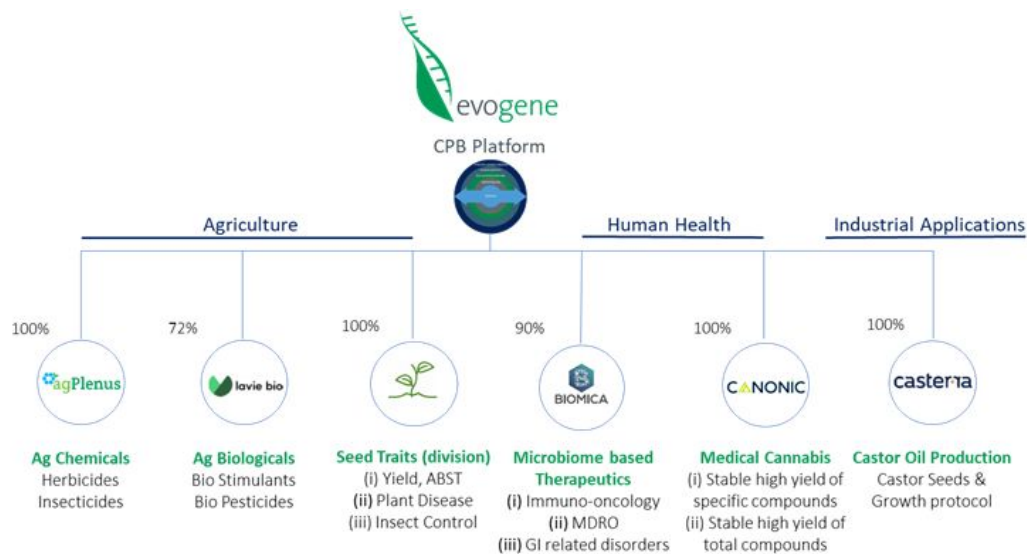 evogene
CPB Platform
Agriculture
Human Health
Industrial Applications
100%
72%
100%
90%
100%
100%
agPlenus
lavie bio
BIOMICA
CANONIC
casterra
Ag Chemicals
Herbicides
Insecticides
Ag Biologicals
Bio Stimulants
Bio Pesticides
Seed Traits (division)
(i) Yield, ABST
(ii) Plant Disease
(iii) Insect Control
Microbiome based
Therapeutics
(i) Immuno-oncology
(ii) MDRO
(iii) GI related disorders
Medical Cannabis
(i) Stable high yield of
specific compounds
(ii) Stable high yield of
total compounds
Castor Oil Production
Castor Seeds &
Growth protocol